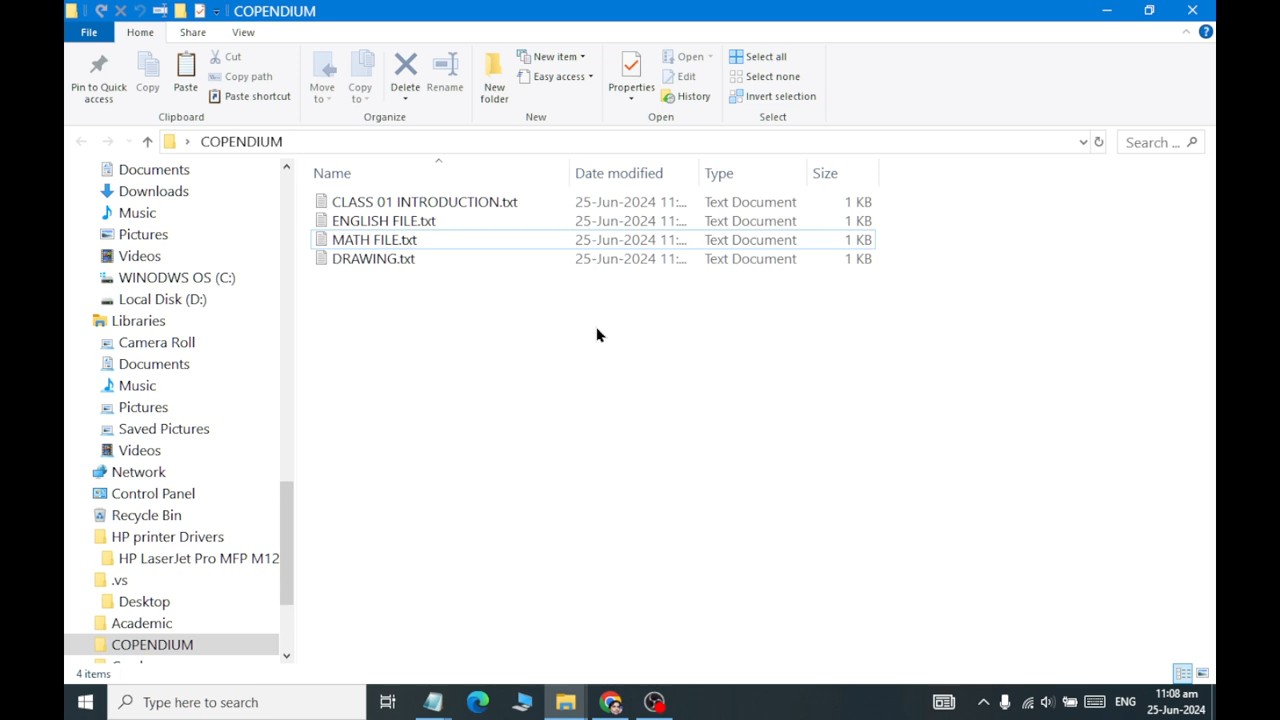 COPENDIUM
File Home Share View
Pin to Quick access
Copy
Paste
Cut
Copy path
Paste shortcut
Clipboard
Move to
Copy to
Delete
Rename
Organize
New folder
New item
Easy access
New
Properties
Open
Edit
History
Open
Select all
Select none
Invert selection
Select
COPENDIUM
Search ...
Documents
Downloads
Music
Pictures
Videos
WINODWS OS (C:)
Local Disk (D:)
Libraries
Camera Roll
Documents
Music
Pictures
Saved Pictures
Videos
Network
Control Panel
Recycle Bin
HP printer Drivers
HP LaserJet Pro MFP M12
.vs
Desktop
Academic
COPENDIUM
Name Date modified Type Size
CLASS 01 INTRODUCTION.txt 25-Jun-2024 11:... Text Document 1 KB
ENGLISH FILE.txt 25-Jun-2024 11:... Text Document 1 KB
MATH FILE.txt 25-Jun-2024 11:... Text Document 1 KB
DRAWING.txt 25-Jun-2024 11:... Text Document 1 KB
4 items
Type here to search
ENG
11:08 am
25-Jun-2024